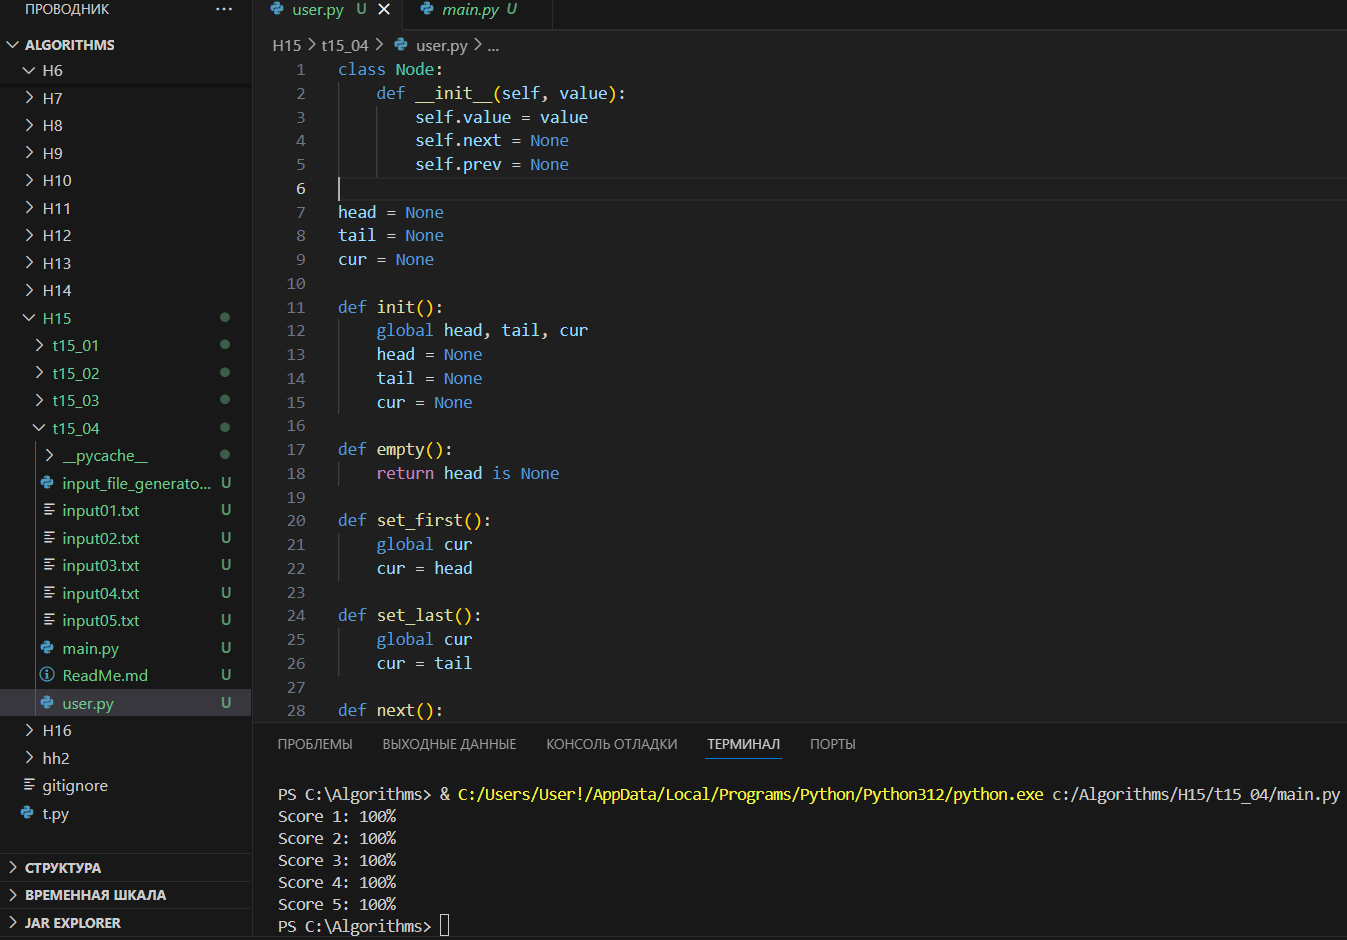 ПРОВОДНИК ...
ALGORITHMS
H6
H7
H8
H9
H10
H11
H12
H13
H14
H15
t15_01
t15_02
t15_03
t15_04
__pycache__
input_file_generato... U
input01.txt U
input02.txt U
input03.txt U
input04.txt U
input05.txt U
main.py U
ReadMe.md U
user.py U
H16
hh2
gitignore
t.py
СТРУКТУРА
ВРЕМЕННАЯ ШКАЛА
JAR EXPLORER
user.py U main.py U
H15 > t15_04 > user.py > ...
1 class Node:
2     def __init__(self, value):
3         self.value = value
4         self.next = None
5         self.prev = None
6
7 head = None
8 tail = None
9 cur = None
10
11 def init():
12     global head, tail, cur
13     head = None
14     tail = None
15     cur = None
16
17 def empty():
18     return head is None
19
20 def set_first():
21     global cur
22     cur = head
23
24 def set_last():
25     global cur
26     cur = tail
27
28 def next():
ПРОБЛЕМЫ ВЫХОДНЫЕ ДАННЫЕ КОНСОЛЬ ОТЛАДКИ ТЕРМИНАЛ ПОРТЫ
PS C:\Algorithms> & C:/Users/User!/AppData/Local/Programs/Python/Python312/python.exe c:/Algorithms/H15/t15_04/main.py
Score 1: 100%
Score 2: 100%
Score 3: 100%
Score 4: 100%
Score 5: 100%
PS C:\Algorithms>